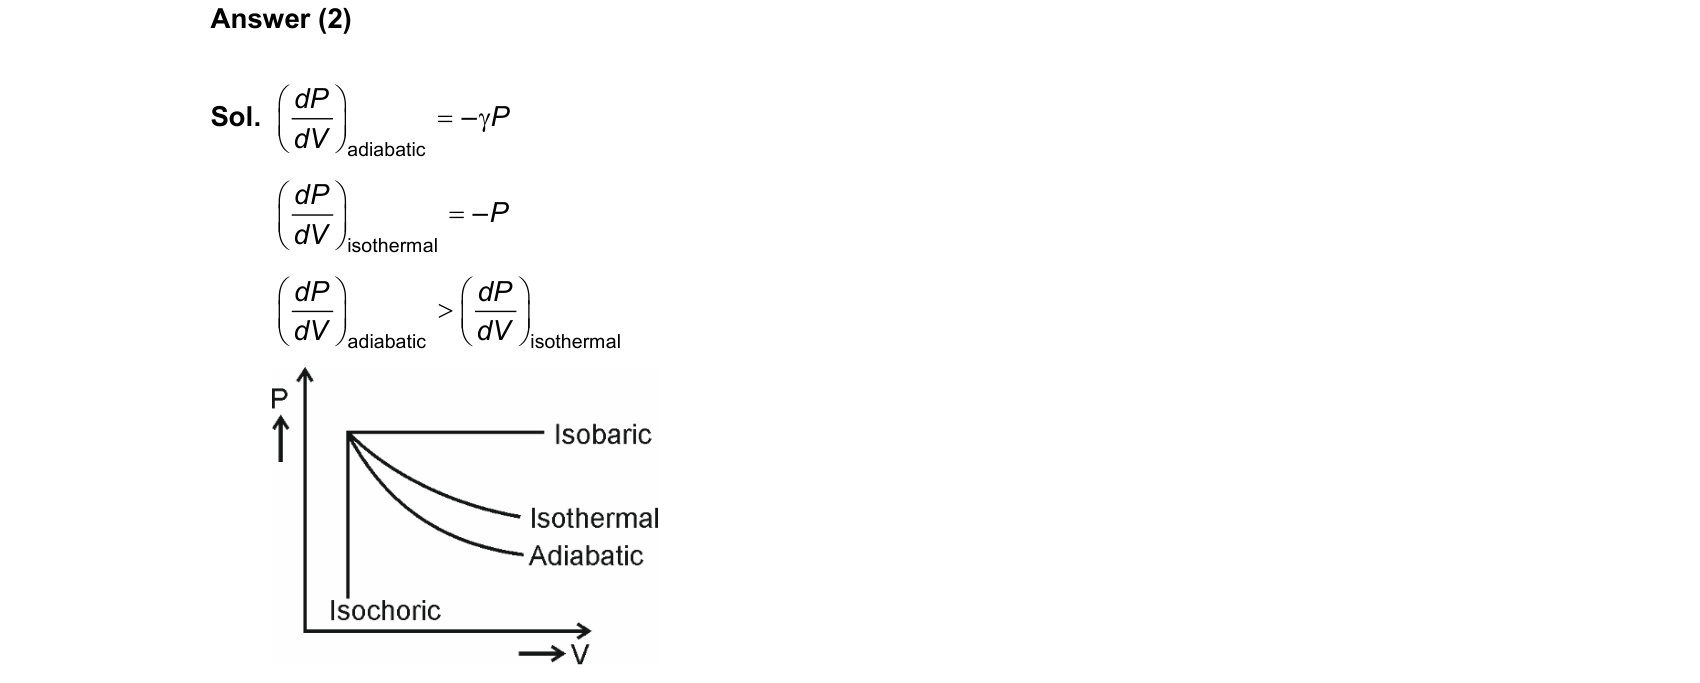 Answer (2)
Sol. (dP/dV)adiabatic = –γP
(dP/dV)isothermal = –P
(dP/dV)adiabatic > (dP/dV)isothermal
P
Isobaric
Isothermal
Adiabatic
Isochoric
V